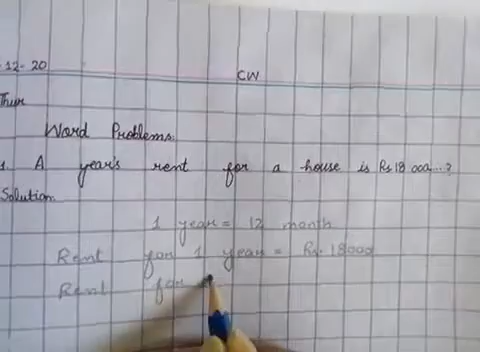 12-20
CW
Thur
Word Problems.
1. A year's rent for a house is Rs 18 000...?
Solution
1 year = 12 month
Rent for 1 year = Rs. 18000
Rent for